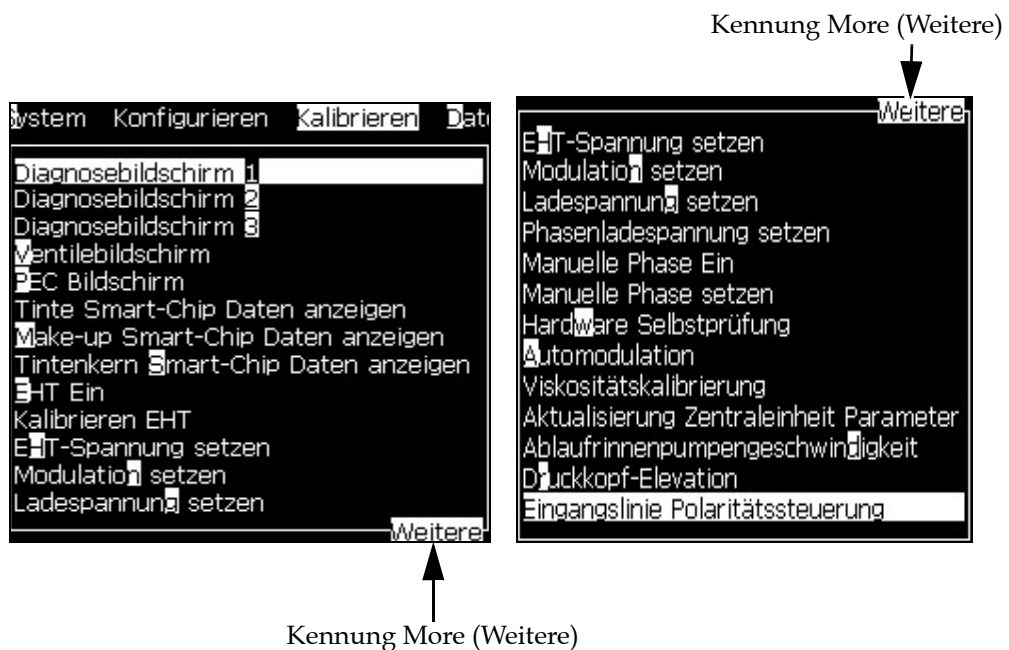 Kennung More (Weitere)
System Konfigurieren Kalibrieren Dat
Diagnosebildschirm 1
Diagnosebildschirm 2
Diagnosebildschirm 3
Ventilebildschirm
PEC Bildschirm
Tinte Smart-Chip Daten anzeigen
Make-up Smart-Chip Daten anzeigen
Tintenkern Smart-Chip Daten anzeigen
EHT Ein
Kalibrieren EHT
EHT-Spannung setzen
Modulation setzen
Ladespannung setzen
Weitere
Weitere
EHT-Spannung setzen
Modulation setzen
Ladespannung setzen
Phasenladespannung setzen
Manuelle Phase Ein
Manuelle Phase setzen
Hardware Selbstprüfung
Automodulation
Viskositätskalibrierung
Aktualisierung Zentraleinheit Parameter
Ablaufrinnenpumpengeschwindigkeit
Druckkopf-Elevation
Eingangslinie Polaritätssteuerung
Kennung More (Weitere)